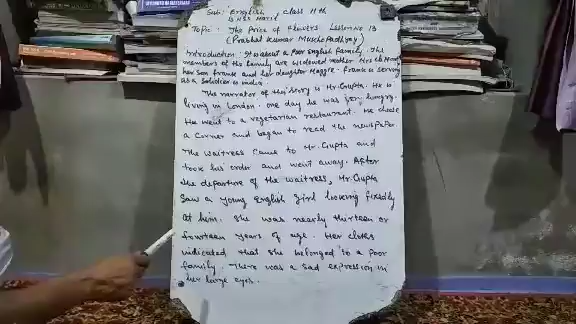 Sub: English, class 11th
Topic: The Price of Flowers Lesson No 13
(Prabhat Kumar Mukhopadhyay)
Introduction: It is about a Poor English family. The
members of the family are widowed mother Mrs
her son Frank and her daughter Maggie. Frank is serving
as a Solidier in india.
The narrator of the story is Mr. Gupta. He is
living in London. one day he was very hungry
He went to a vegetarian restaurant. He chose
a corner and began to read the newspaper
The waitress came to Mr. Gupta and
took his order and went away. After
the departure of the waitress, Mr. Gupta
saw a young English girl looking fixedly
at him. She was nearly thirteen or
fourteen years of age. Her cloths
indicated that she belonged to a Poor
family. There was a sad expression in
her large eyes.